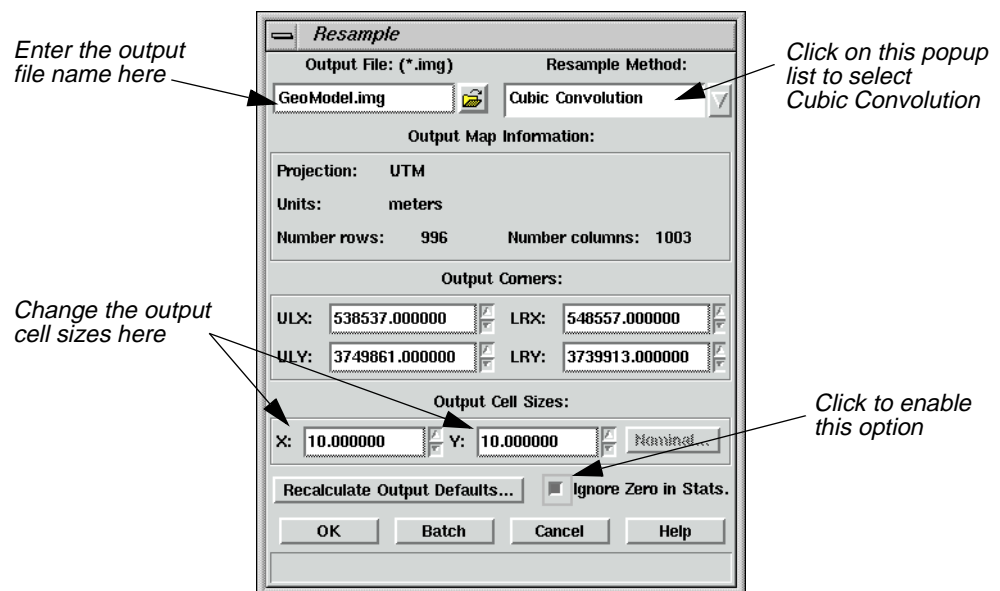 Resample
Enter the output
file name here
Output File: (*.img)
Resample Method:
Click on this popup
list to select
Cubic Convolution
GeoModel.img
Cubic Convolution
Output Map Information:
Projection: UTM
Units: meters
Number rows: 996 Number columns: 1003
Output Corners:
Change the output
cell sizes here
ULX: 538537.000000 LRX: 548557.000000
ULY: 3749861.000000 LRY: 3739913.000000
Output Cell Sizes:
Click to enable
this option
X: 10.000000 Y: 10.000000 Nominal...
Recalculate Output Defaults... Ignore Zero in Stats.
OK Batch Cancel Help